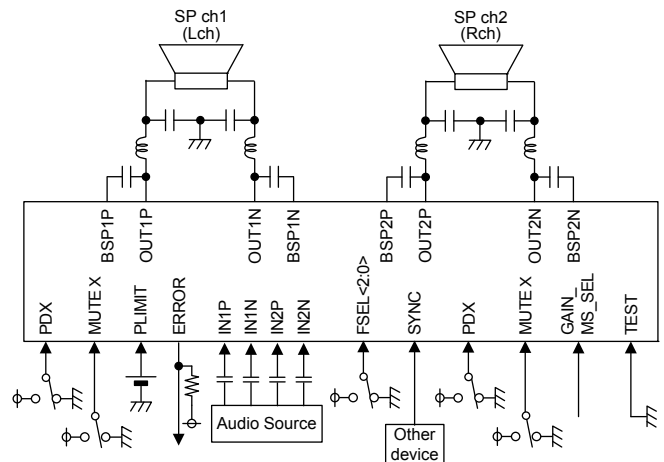 SP ch1
(Lch)
SP ch2
(Rch)
BSP1P
OUT1P
OUT1N
BSP1N
BSP2P
OUT2P
OUT2N
BSP2N
PDX
MUTE X
PLIMIT
ERROR
IN1P
IN1N
IN2P
IN2N
FSEL<2:0>
SYNC
PDX
MUTE X
GAIN_
MS_SEL
TEST
Audio Source
Other
device